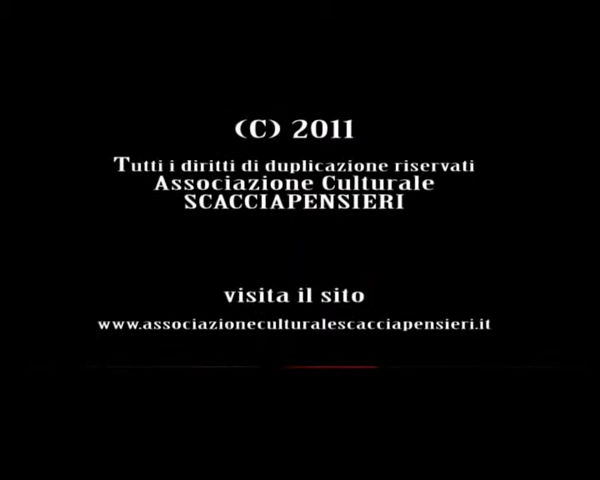 (C) 2011
Tutti i diritti di duplicazione riservati
Associazione Culturale
SCACCIAPENSIERI
visita il sito
www.associazioneculturalescacciapensieri.it